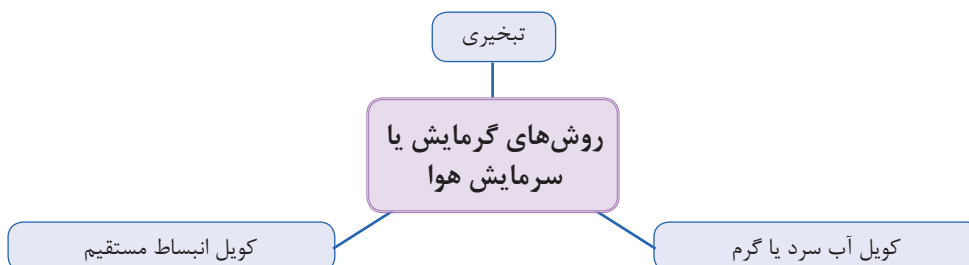 تبخیری
روش‌های گرمایش یا
سرمایش هوا
کویل آب سرد یا گرم
کویل انبساط مستقیم